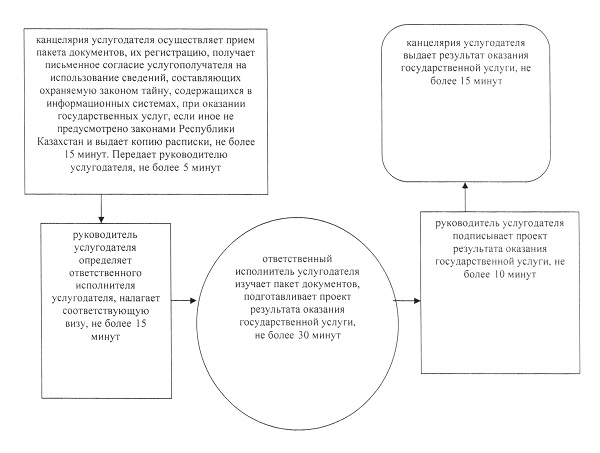 канцелярия услугодателя осуществляет прием
пакета документов, их регистрацию, получает
письменное согласие услугополучателя на
использование сведений, составляющих
охраняемую законом тайну, содержащихся в
информационных системах, при оказании
государственных услуг, если иное не
предусмотрено законами Республики
Казахстан и выдает копию расписки, не более
15 минут. Передает руководителю
услугодателя, не более 5 минут
руководитель
услугодателя
определяет
ответственного
исполнителя
услугодателя, налагает
соответствующую
визу, не более 15
минут
ответственный
исполнитель услугодателя
изучает пакет документов,
подготавливает проект
результата оказания
государственной услуги,
не более 30 минут
руководитель услугодателя
подписывает проект
результата оказания
государственной услуги, не
более 10 минут
канцелярия услугодателя
выдает результат оказания
государственной услуги, не
более 15 минут